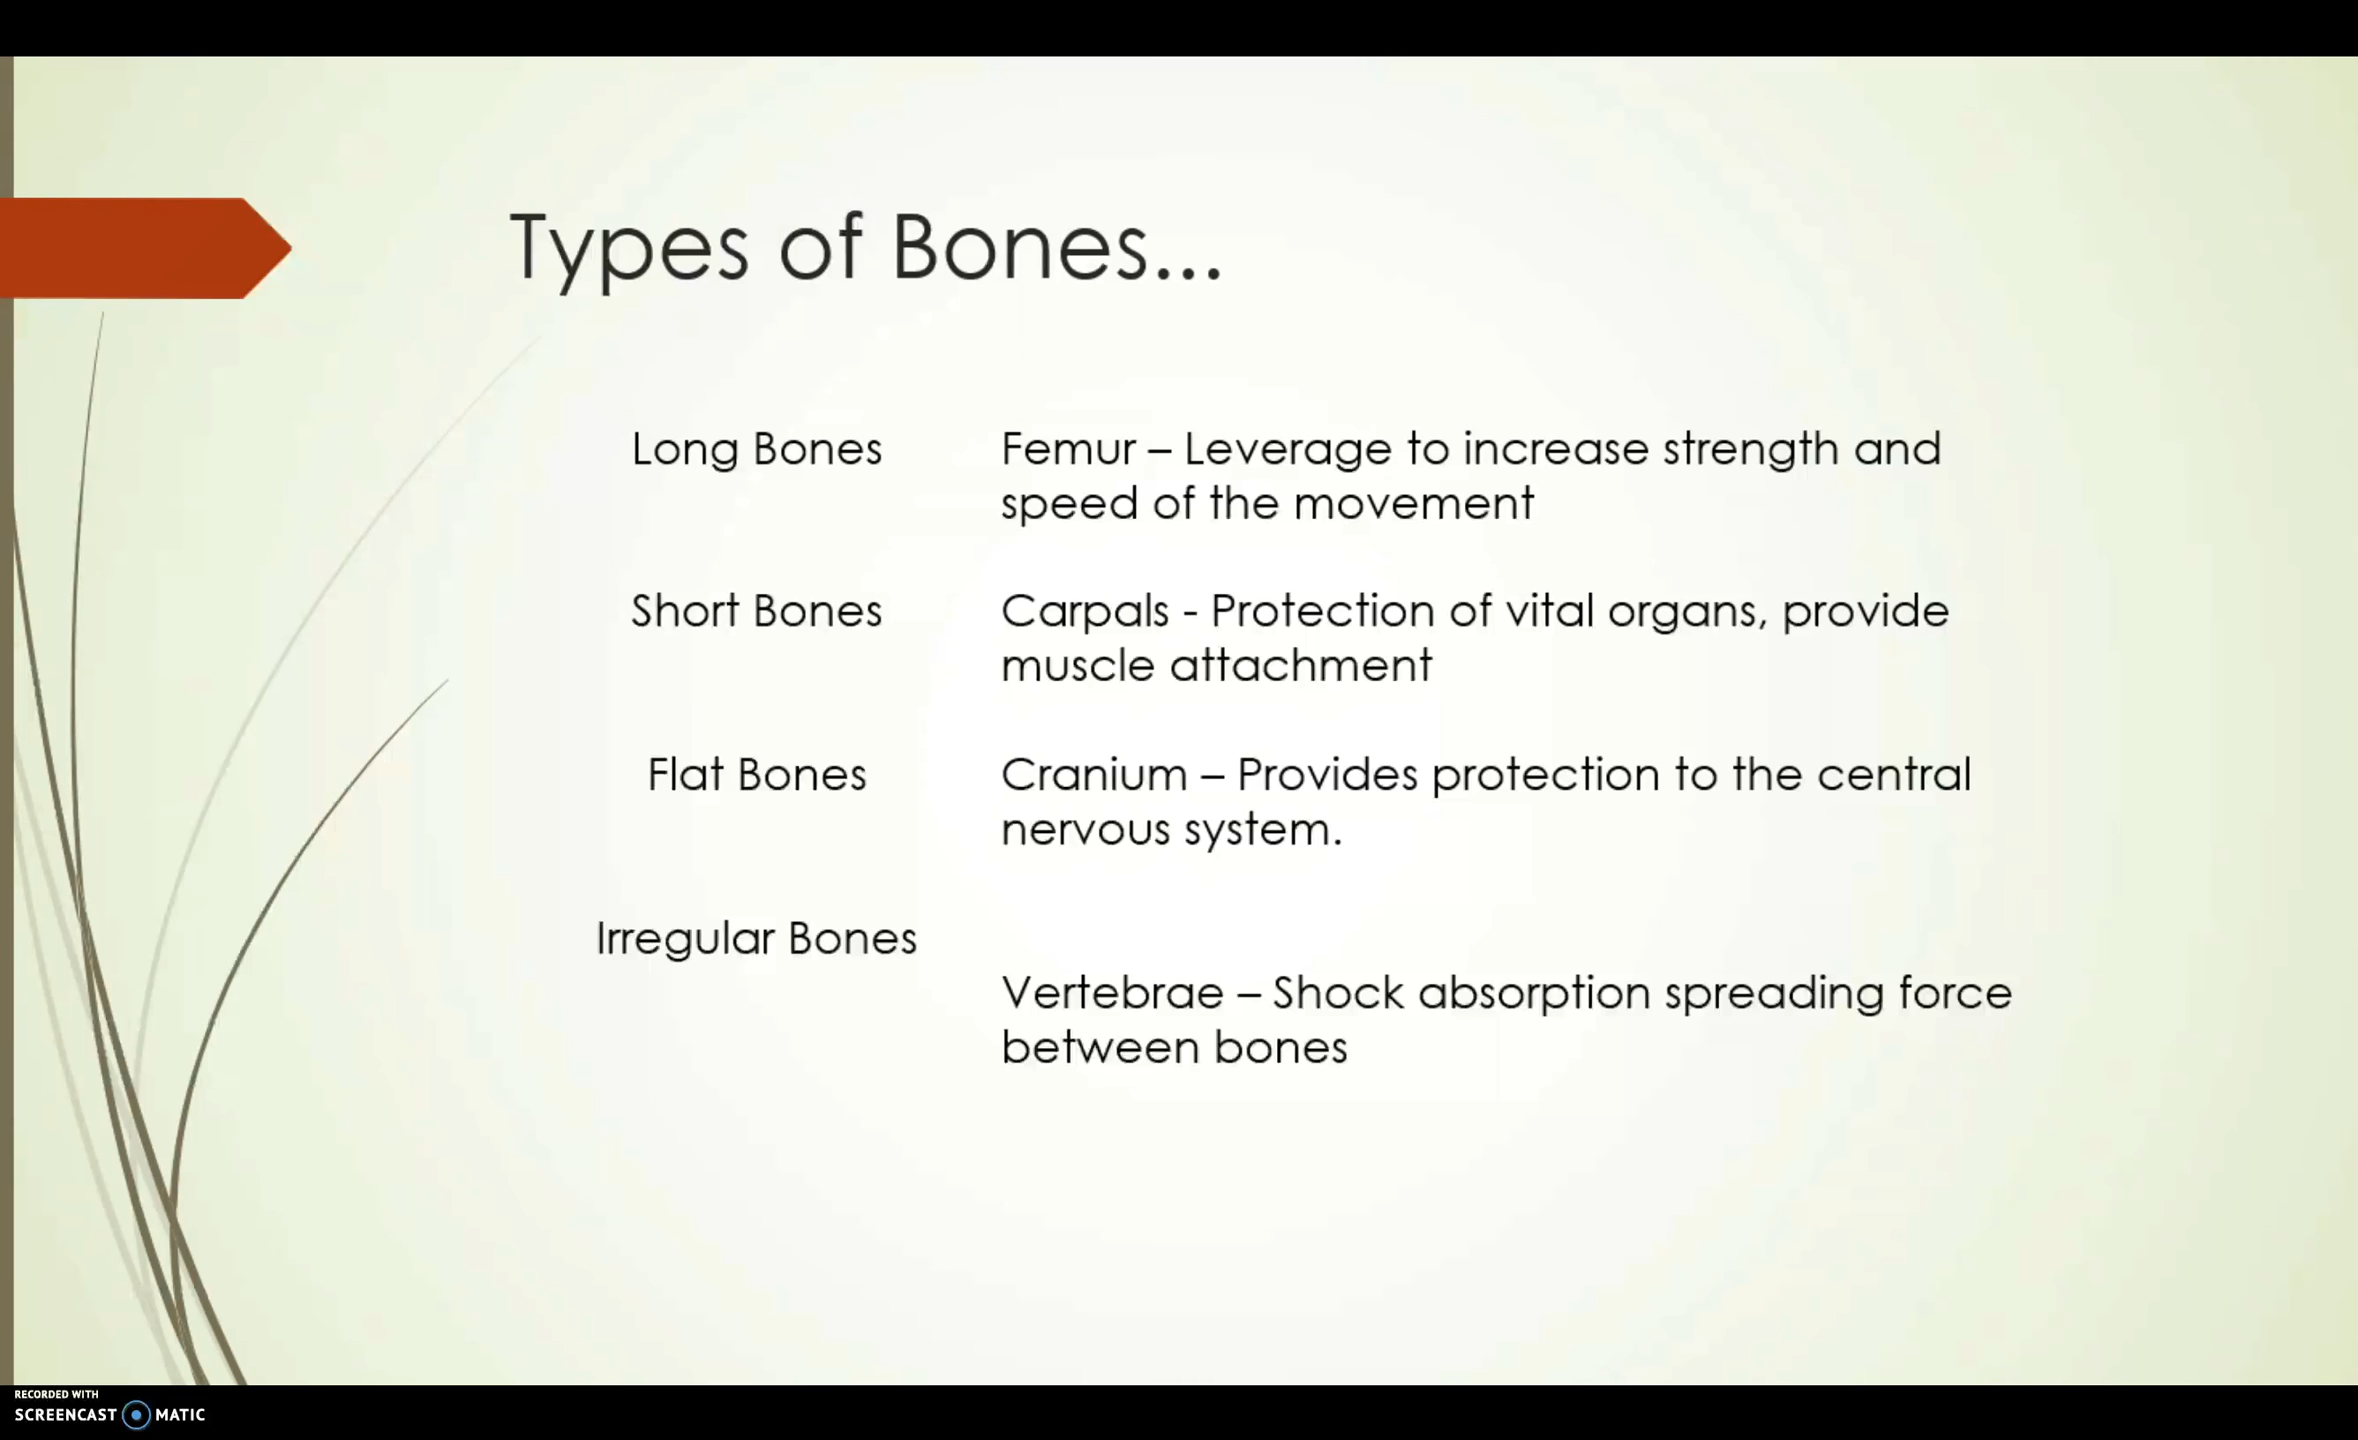 Types of Bones...
Long Bones
Femur – Leverage to increase strength and
speed of the movement
Short Bones
Carpals - Protection of vital organs, provide
muscle attachment
Flat Bones
Cranium – Provides protection to the central
nervous system.
Irregular Bones
Vertebrae – Shock absorption spreading force
between bones
RECORDED WITH
SCREENCAST MATIC